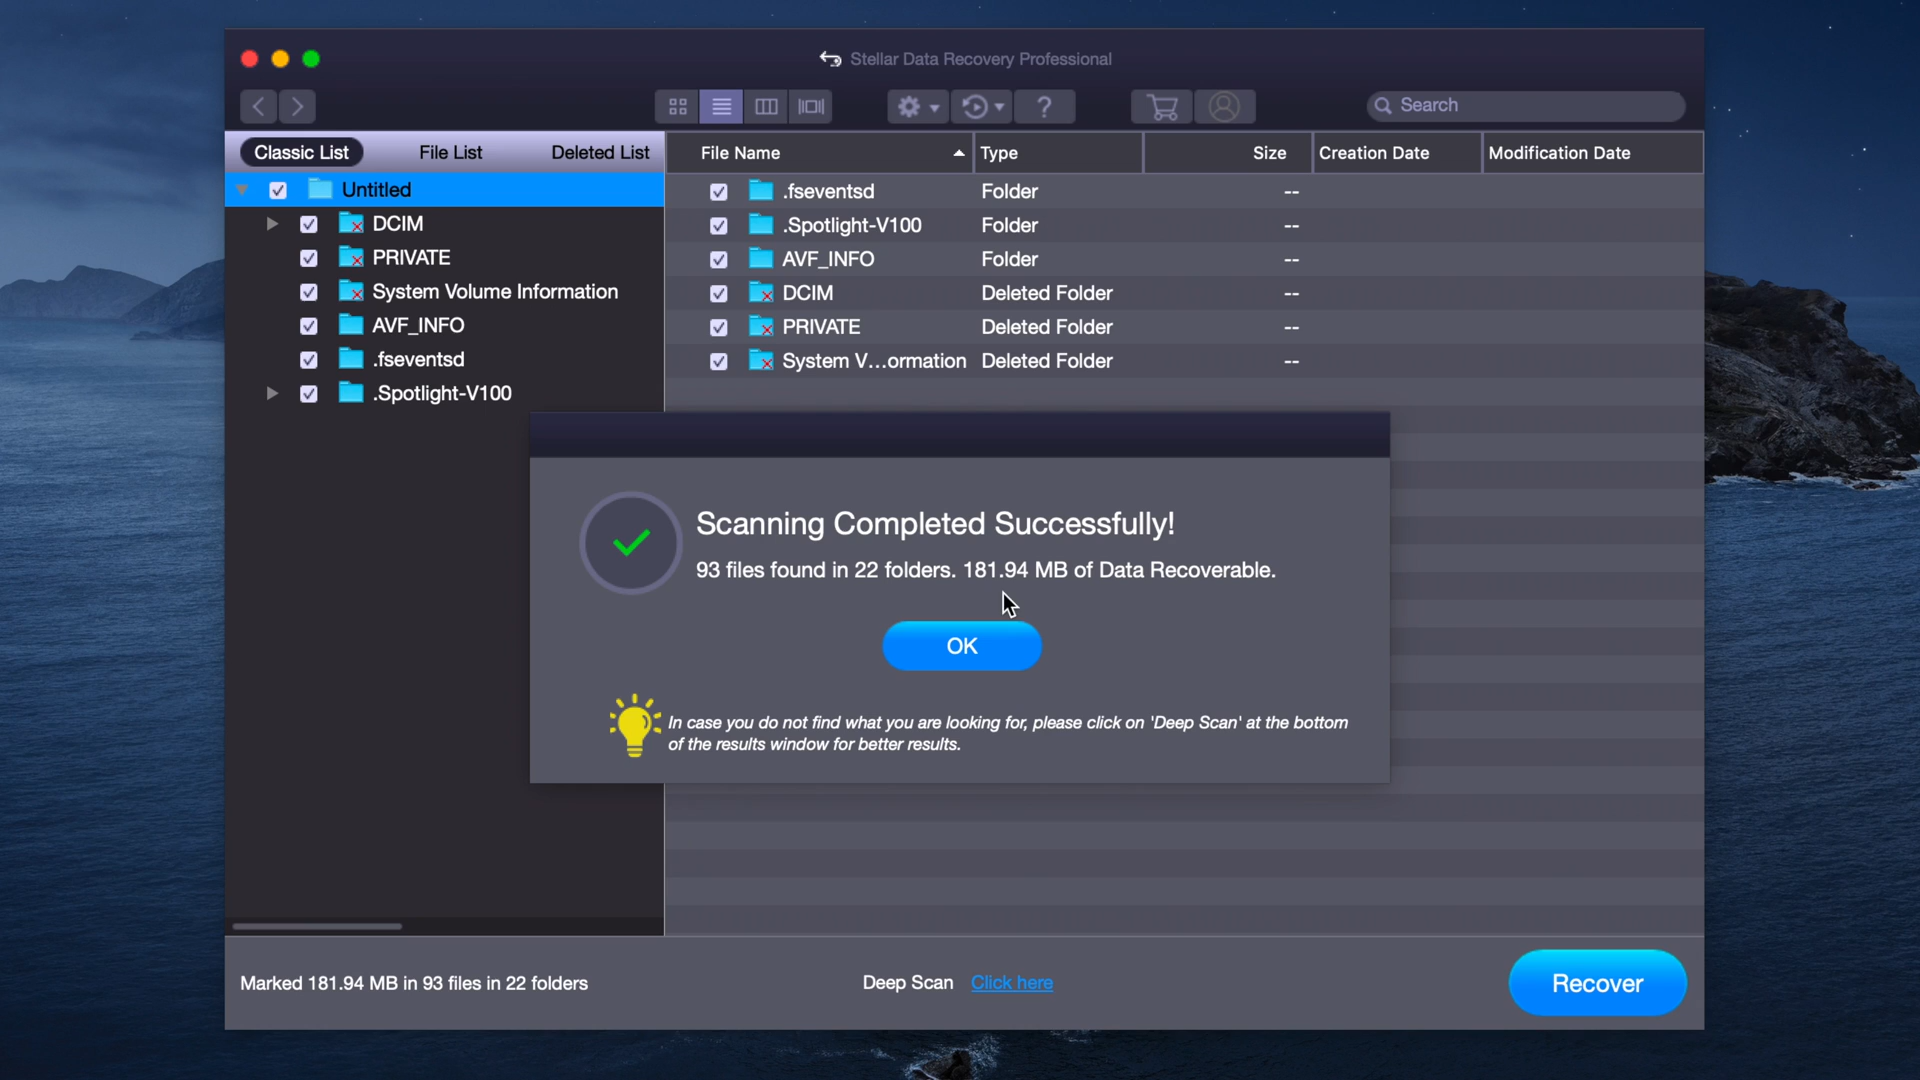 Stellar Data Recovery Professional
?
Search
Classic List File List Deleted List
File Name Type Size Creation Date Modification Date
Untitled
DCIM
PRIVATE
System Volume Information
AVF_INFO
.fseventsd
.Spotlight-V100
.fseventsd Folder --
.Spotlight-V100 Folder --
AVF_INFO Folder --
DCIM Deleted Folder --
PRIVATE Deleted Folder --
System V...ormation Deleted Folder --
Scanning Completed Successfully!
93 files found in 22 folders. 181.94 MB of Data Recoverable.
OK
In case you do not find what you are looking for, please click on 'Deep Scan' at the bottom
of the results window for better results.
Marked 181.94 MB in 93 files in 22 folders
Deep Scan Click here
Recover